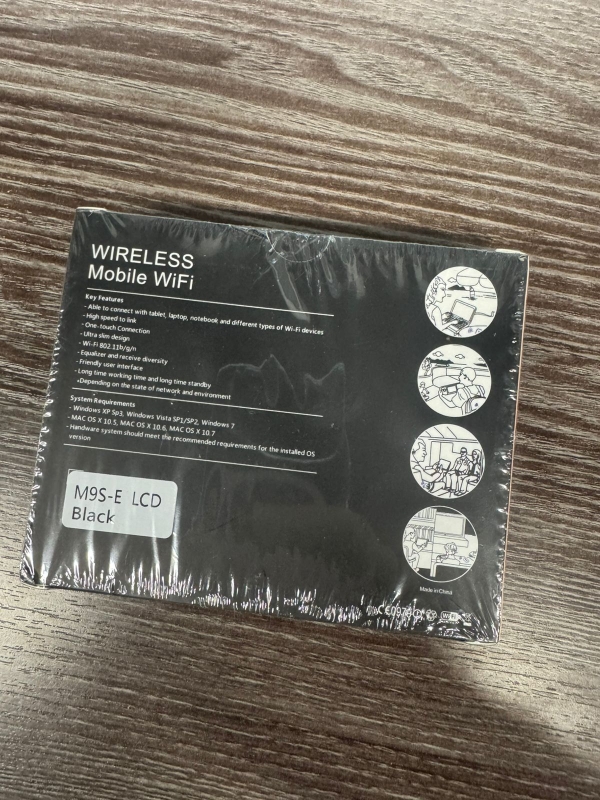 WIRELESS
Mobile WiFi
Key Features
- Able to connect with tablet, laptop, notebook and different types of Wi-Fi devices
- High speed to link
- One-touch Connection
- Ultra slim design
- Wi-Fi 802.11b/g/n
- Equalizer and receive diversity
- Friendly user interface
- Long time working time and long time standby
•Depending on the state of network and environment
System Requirements
- Windows XP Sp3, Windows Vista SP1/SP2, Windows 7
- MAC OS X 10.5, MAC OS X 10.6, MAC OS X 10.7
- Hardware system should meet the recommended requirements for the installed OS
version
M9S-E LCD
Black
Made in China